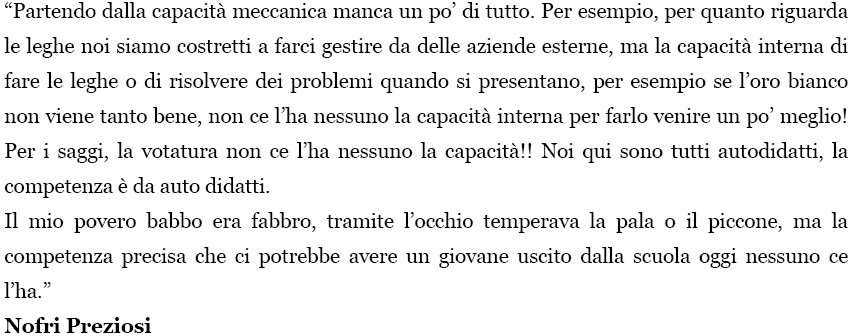 “Partendo dalla capacità meccanica manca un po’ di tutto. Per esempio, per quanto riguarda
le leghe noi siamo costretti a farci gestire da delle aziende esterne, ma la capacità interna di
fare le leghe o di risolvere dei problemi quando si presentano, per esempio se l’oro bianco
non viene tanto bene, non ce l’ha nessuno la capacità interna per farlo venire un po’ meglio!
Per i saggi, la votatura non ce l’ha nessuno la capacità!! Noi qui sono tutti autodidatti, la
competenza è da auto didatti.
Il mio povero babbo era fabbro, tramite l’occhio temperava la pala o il piccone, ma la
competenza precisa che ci potrebbe avere un giovane uscito dalla scuola oggi nessuno ce
l’ha.”
Nofri Preziosi